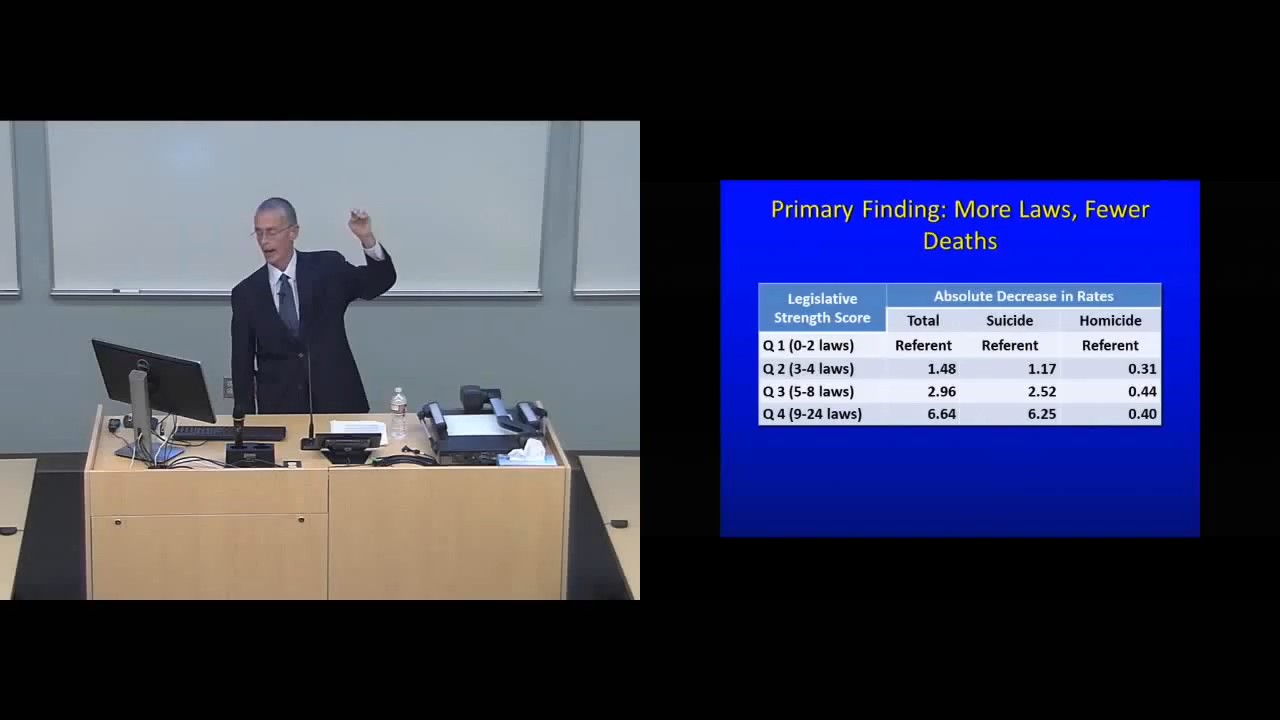 Primary Finding: More Laws, Fewer
Deaths
Legislative
Strength Score
Absolute Decrease in Rates
Total Suicide Homicide
Q 1 (0-2 laws) Referent Referent Referent
Q 2 (3-4 laws) 1.48 1.17 0.31
Q 3 (5-8 laws) 2.96 2.52 0.44
Q 4 (9-24 laws) 6.64 6.25 0.40